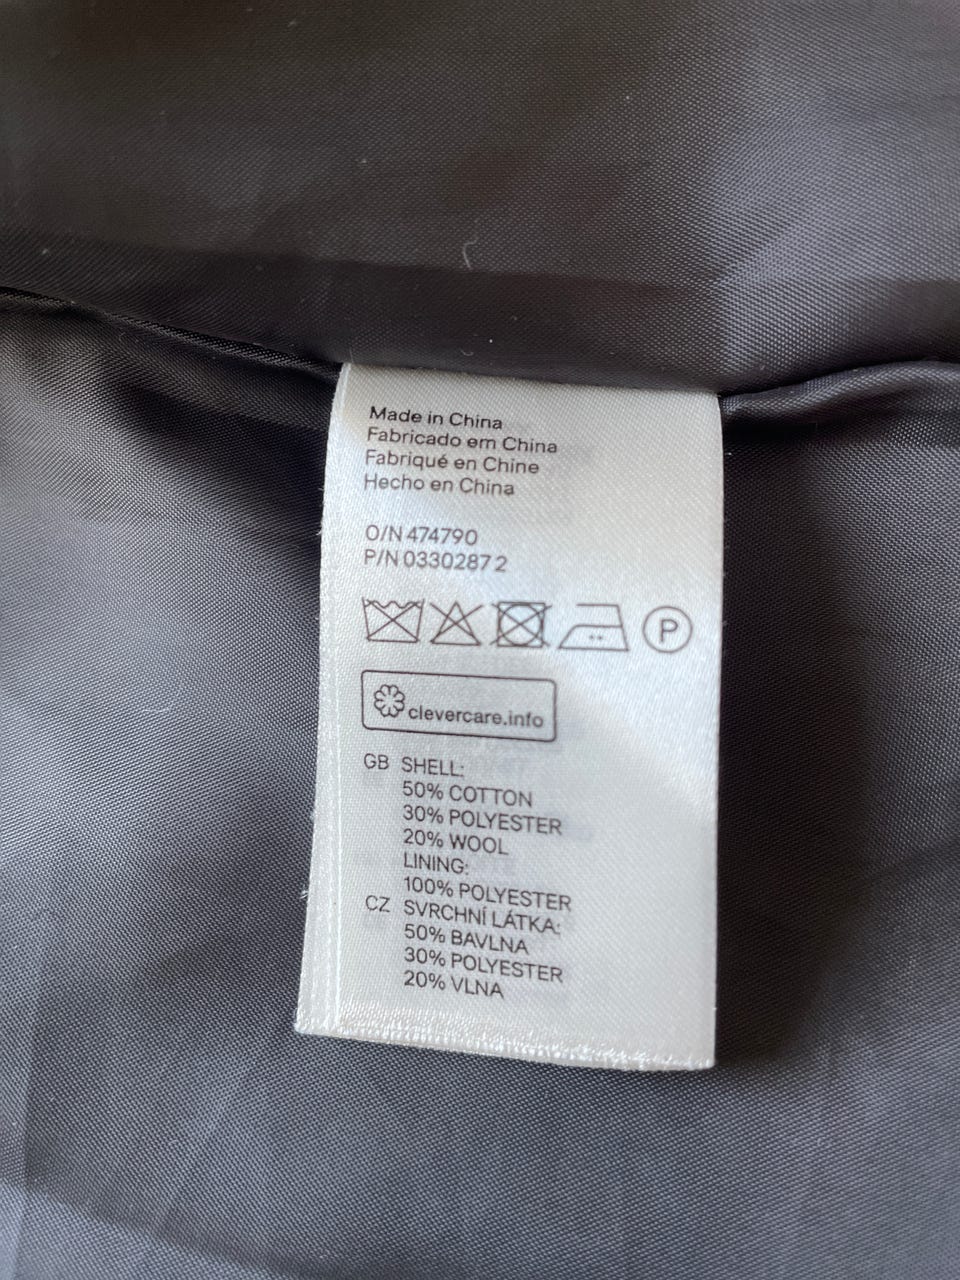 Made in China
Fabricado em China
Fabriqué en Chine
Hecho en China
O/N 474790
P/N 0330287 2
P
clevercare.info
GB SHELL:
50% COTTON
30% POLYESTER
20% WOOL
LINING:
100% POLYESTER
CZ SVRCHNÍ LÁTKA:
50% BAVLNA
30% POLYESTER
20% VLNA